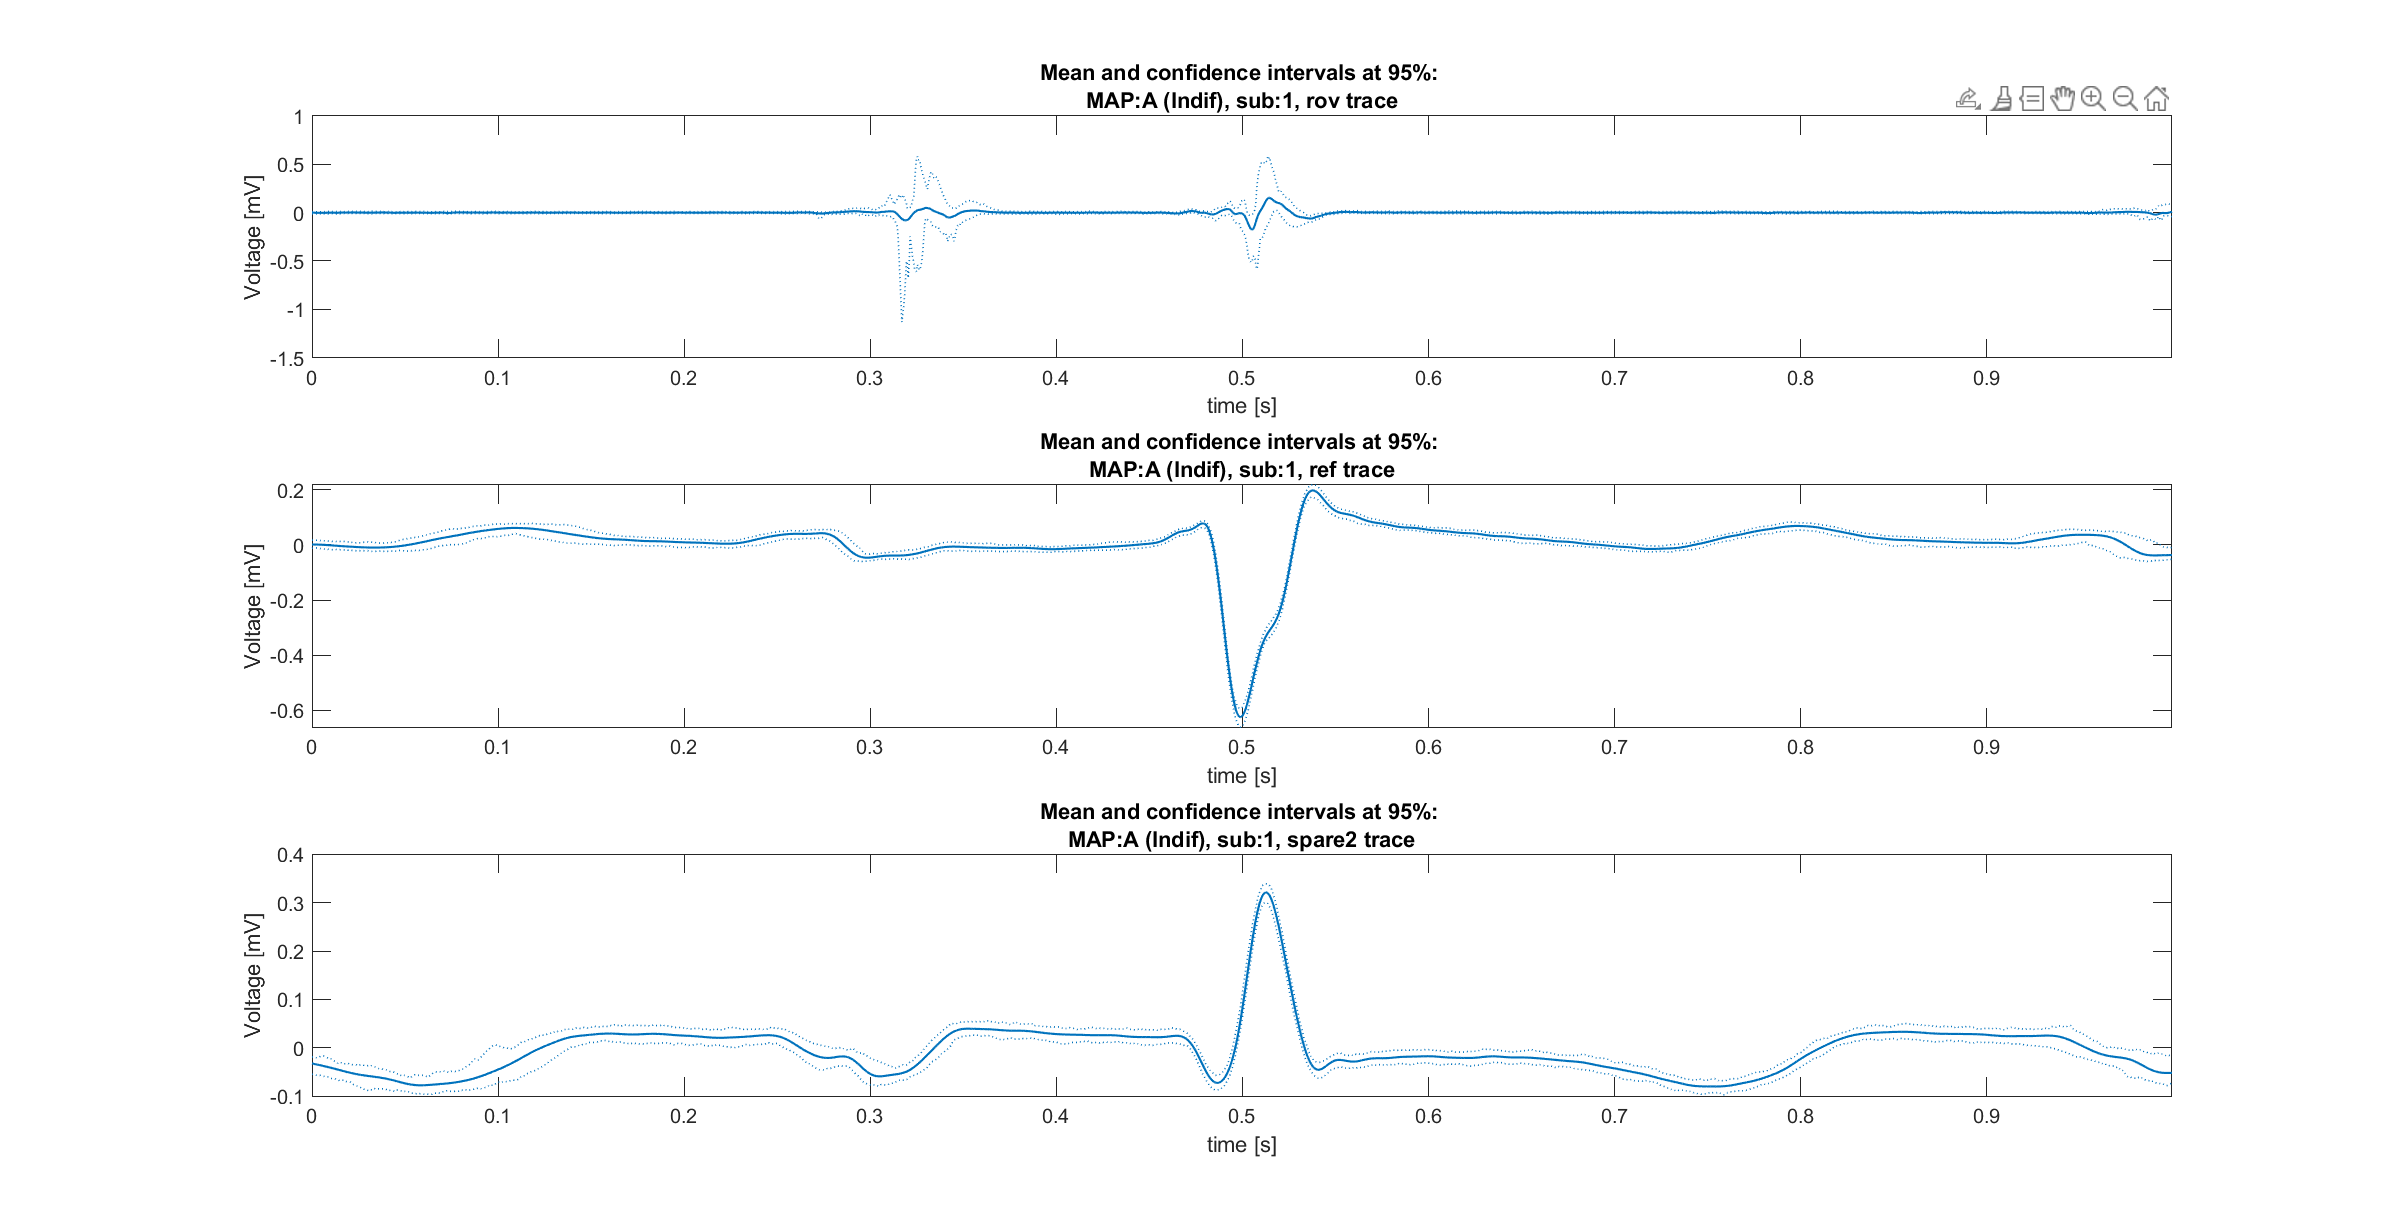 Mean and confidence intervals at 95%:
MAP:A (Indif), sub:1, rov trace
1
0.5
0
-0.5
-1
-1.5
Voltage [mV]
0 0.1 0.2 0.3 0.4 0.5 0.6 0.7 0.8 0.9
time [s]
Mean and confidence intervals at 95%:
MAP:A (Indif), sub:1, ref trace
0.2
0
-0.2
-0.4
-0.6
Voltage [mV]
0 0.1 0.2 0.3 0.4 0.5 0.6 0.7 0.8 0.9
time [s]
Mean and confidence intervals at 95%:
MAP:A (Indif), sub:1, spare2 trace
0.4
0.3
0.2
0.1
0
-0.1
Voltage [mV]
0 0.1 0.2 0.3 0.4 0.5 0.6 0.7 0.8 0.9
time [s]